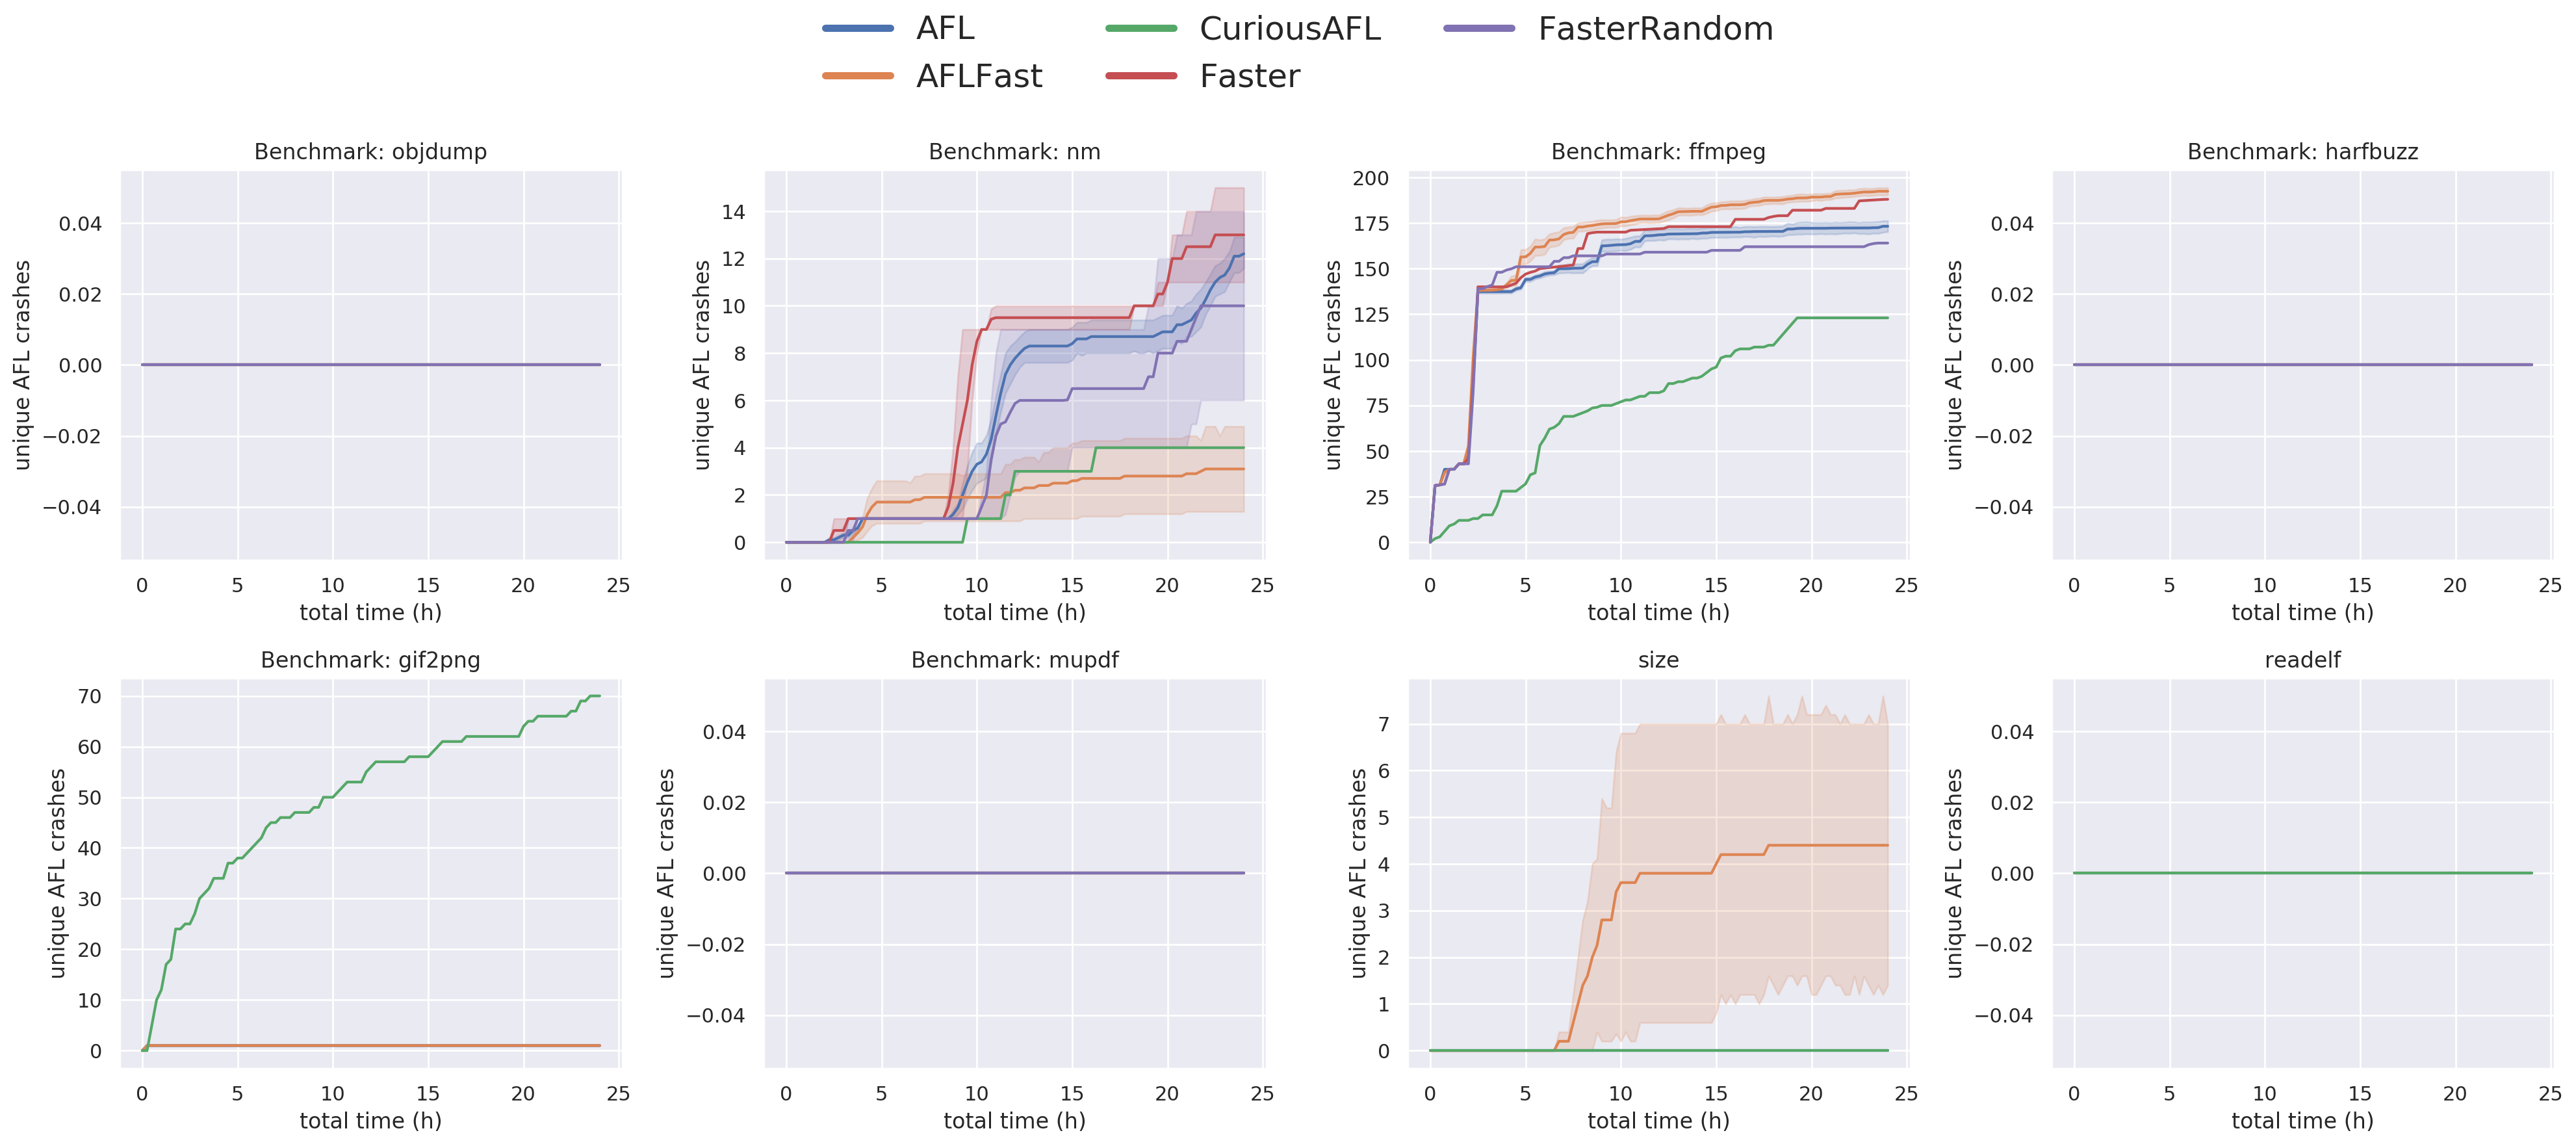 AFL CuriousAFL FasterRandom
AFLFast Faster
Benchmark: objdump
unique AFL crashes
0.04
0.02
0.00
−0.02
−0.04
0 5 10 15 20 25
total time (h)
Benchmark: nm
unique AFL crashes
14
12
10
8
6
4
2
0
0 5 10 15 20 25
total time (h)
Benchmark: ffmpeg
unique AFL crashes
200
175
150
125
100
75
50
25
0
0 5 10 15 20 25
total time (h)
Benchmark: harfbuzz
unique AFL crashes
0.04
0.02
0.00
−0.02
−0.04
0 5 10 15 20 25
total time (h)
Benchmark: gif2png
unique AFL crashes
70
60
50
40
30
20
10
0
0 5 10 15 20 25
total time (h)
Benchmark: mupdf
unique AFL crashes
0.04
0.02
0.00
−0.02
−0.04
0 5 10 15 20 25
total time (h)
size
unique AFL crashes
7
6
5
4
3
2
1
0
0 5 10 15 20 25
total time (h)
readelf
unique AFL crashes
0.04
0.02
0.00
−0.02
−0.04
0 5 10 15 20 25
total time (h)